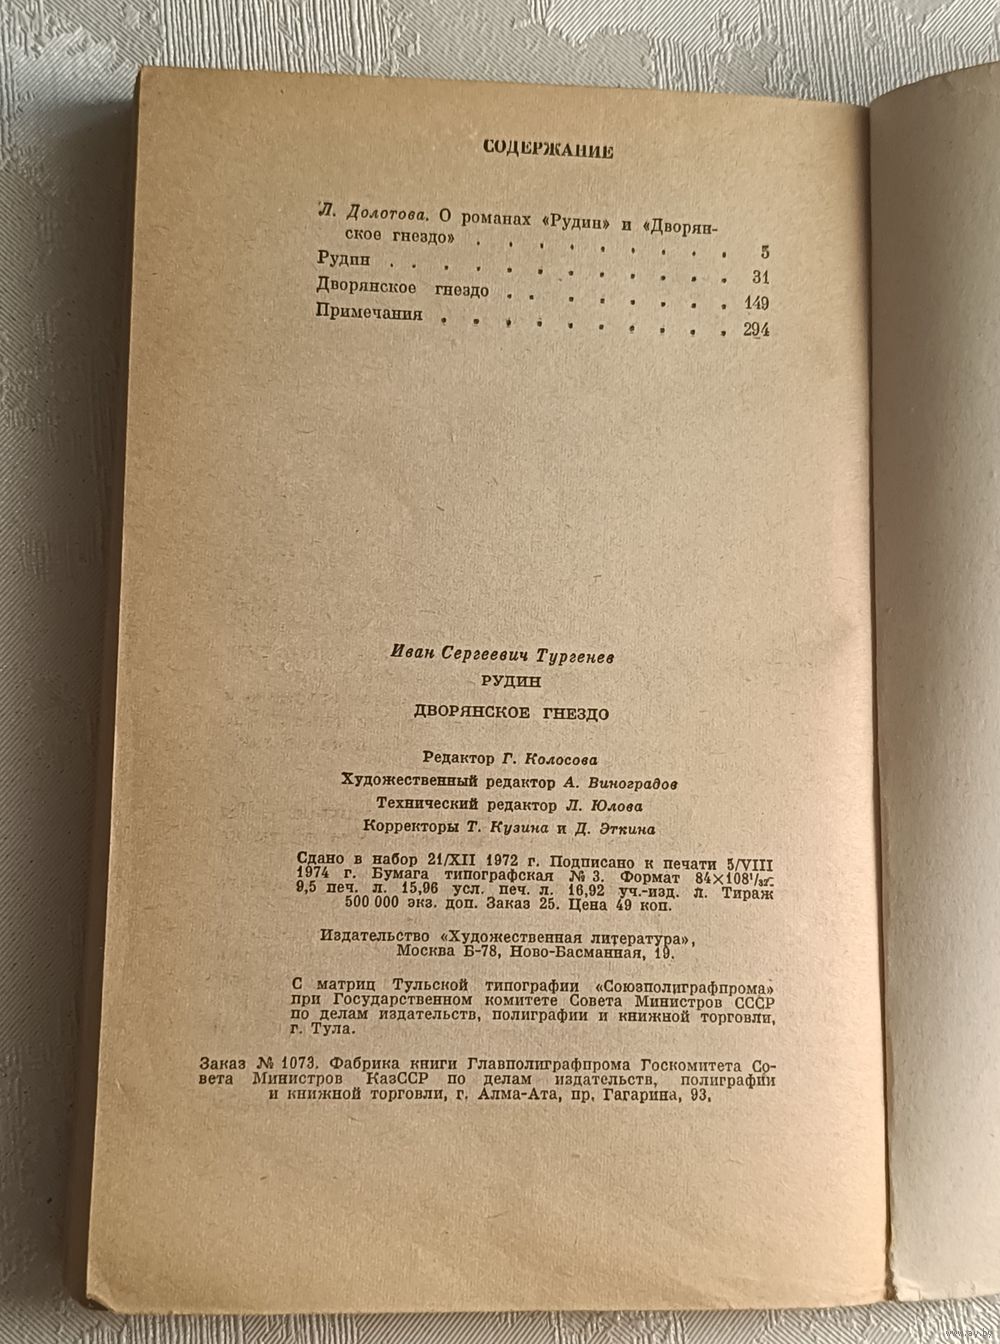 СОДЕРЖАНИЕ
Л. Долотова. О романах «Рудин» и «Дворян-
ское гнездо» . . . . . . . . . 5
Рудин . . . . . . . . . . . . 31
Дворянское гнездо . . . . . . . . 149
Примечания . . . . . . . . . . 294
Иван Сергеевич Тургенев
РУДИН
ДВОРЯНСКОЕ ГНЕЗДО
Редактор Г. Колосова
Художественный редактор А. Виноградов
Технический редактор Л. Юлова
Корректоры Т. Кузина и Д. Эткина
Сдано в набор 21/XII 1972 г. Подписано к печати 5/VIII
1974 г. Бумага типографская № 3. Формат 84×108¹/₃₂.
9,5 печ. л. 15,96 усл. печ. л. 16,92 уч.-изд. л. Тираж
500 000 экз. доп. Заказ 25. Цена 49 коп.
Издательство «Художественная литература»,
Москва Б-78, Ново-Басманная, 19.
С матриц Тульской типографии «Союзполиграфпрома»
при Государственном комитете Совета Министров СССР
по делам издательств, полиграфии и книжной торговли,
г. Тула.
Заказ № 1073. Фабрика книги Главполиграфпрома Госкомитета Со-
вета Министров КазССР по делам издательств, полиграфии
и книжной торговли, г. Алма-Ата, пр. Гагарина, 93.
www.ay.by